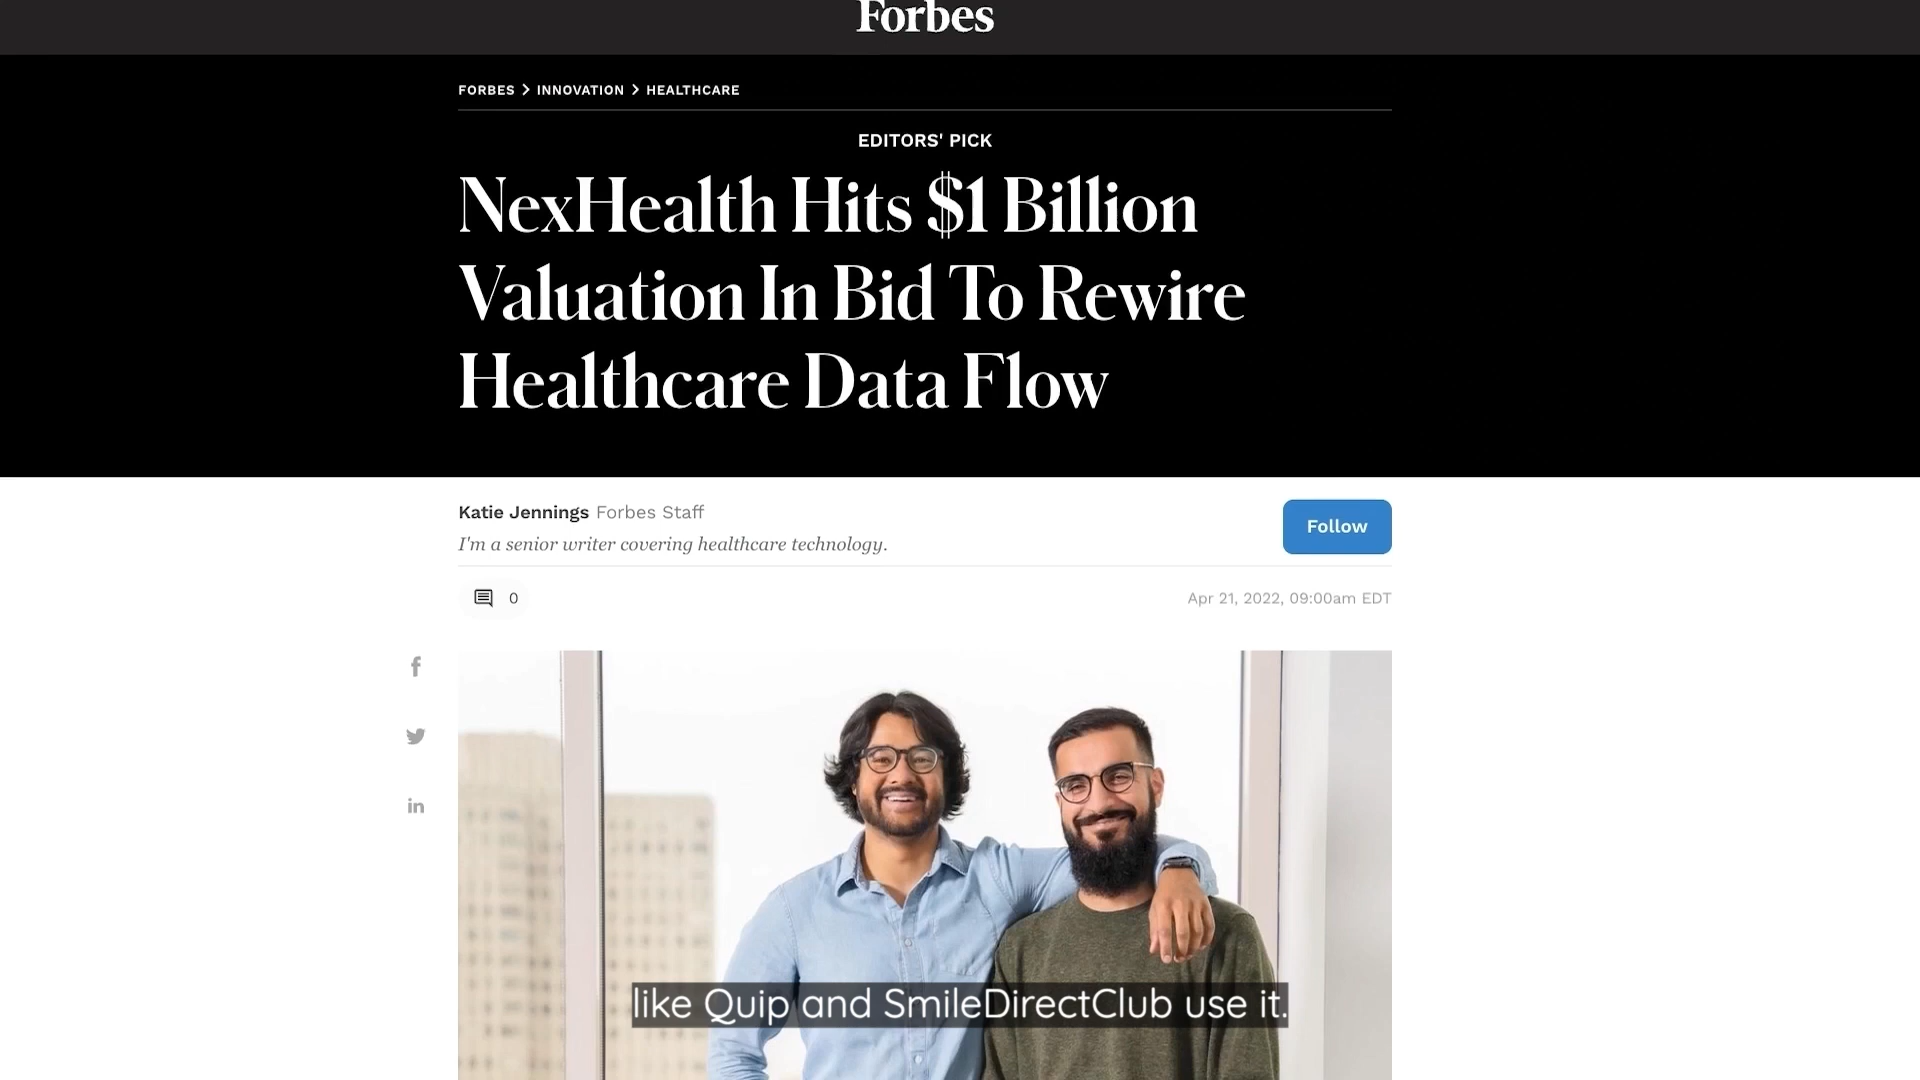 Forbes
FORBES > INNOVATION > HEALTHCARE
EDITORS' PICK
NexHealth Hits $1 Billion
Valuation In Bid To Rewire
Healthcare Data Flow
Katie Jennings Forbes Staff
Follow
I'm a senior writer covering healthcare technology.
0
Apr 21, 2022, 09:00am EDT
like Quip and SmileDirectClub use it.